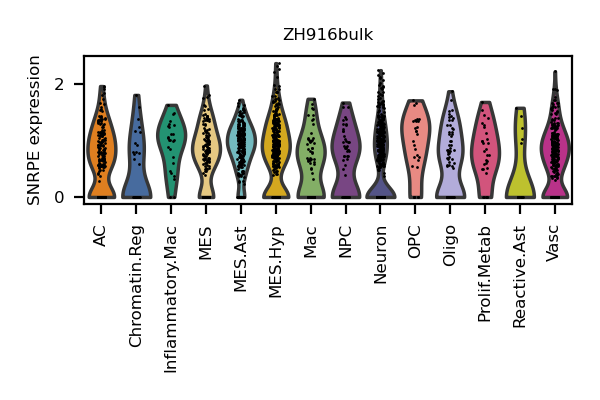 ZH916bulk
SNRPE expression
2
0
AC
Chromatin.Reg
Inflammatory.Mac
MES
MES.Ast
MES.Hyp
Mac
NPC
Neuron
OPC
Oligo
Prolif.Metab
Reactive.Ast
Vasc